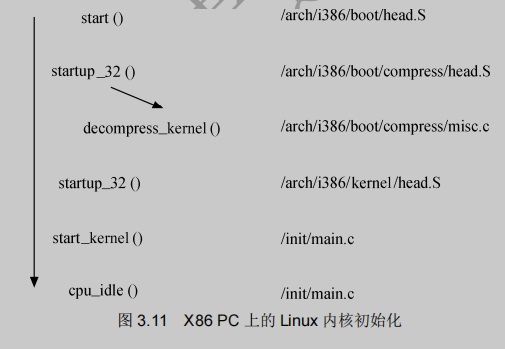 start () /arch/i386/boot/head.S
startup_32 () /arch/i386/boot/compress/head.S
decompress_kernel () /arch/i386/boot/compress/misc.c
startup_32 () /arch/i386/kernel/head.S
start_kernel () /init/main.c
cpu_idle () /init/main.c
图 3.11 X86 PC 上的 Linux 内核初始化